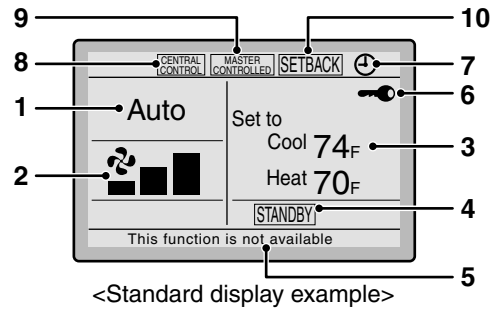 9 10
8 CENTRAL CONTROL MASTER CONTROLLED SETBACK 7
6
1 Auto
Set to
Cool 74F 3
2
Heat 70F
STANDBY 4
This function is not available
5
<Standard display example>